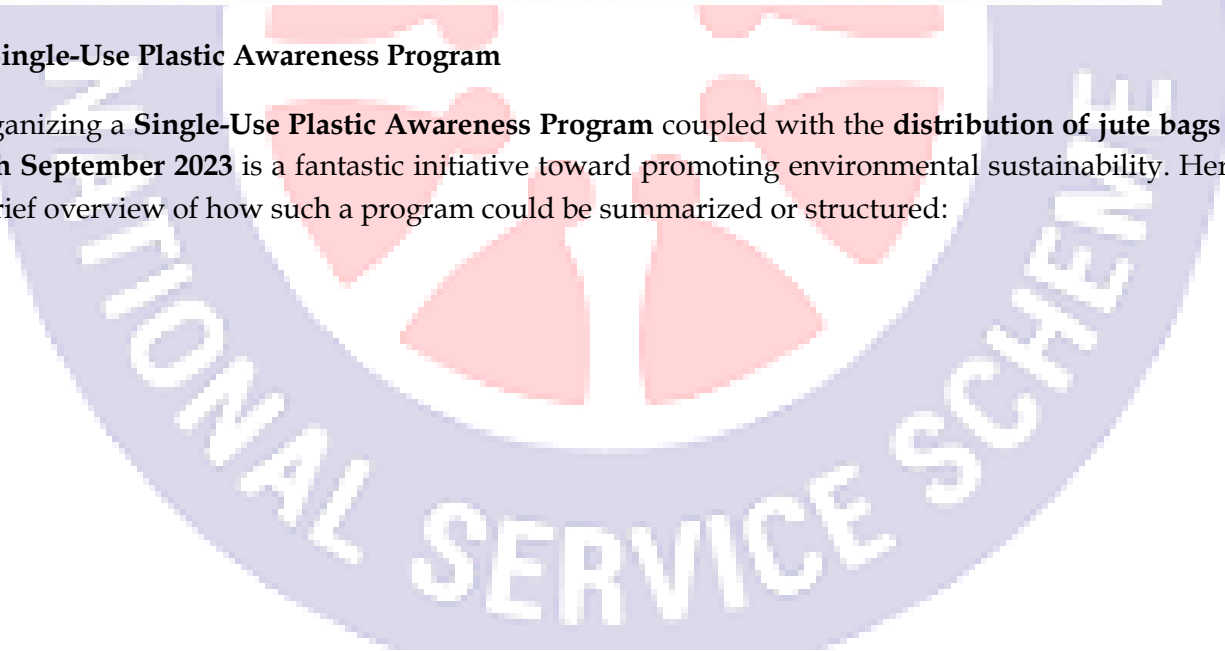 ingle-Use Plastic Awareness Program
ganizing a Single-Use Plastic Awareness Program coupled with the distribution of jute bags
h September 2023 is a fantastic initiative toward promoting environmental sustainability. Her
rief overview of how such a program could be summarized or structured:
NATIONAL SERVICE SCHEME